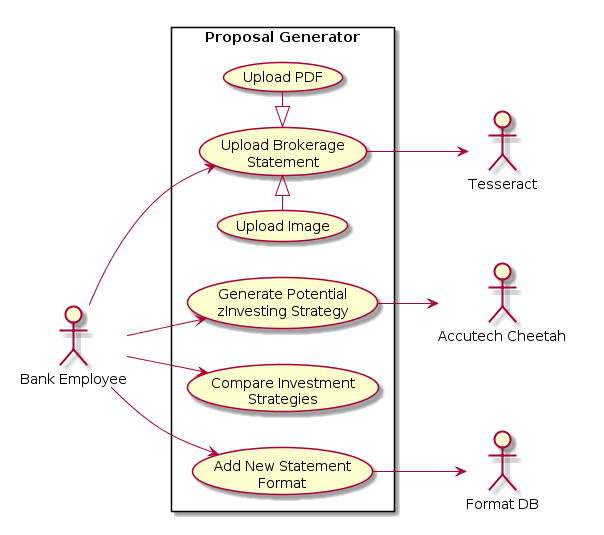 Proposal Generator
Upload PDF
Upload Brokerage
Statement
Tesseract
Upload Image
Generate Potential
zInvesting Strategy
Accutech Cheetah
Bank Employee
Compare Investment
Strategies
Add New Statement
Format
Format DB